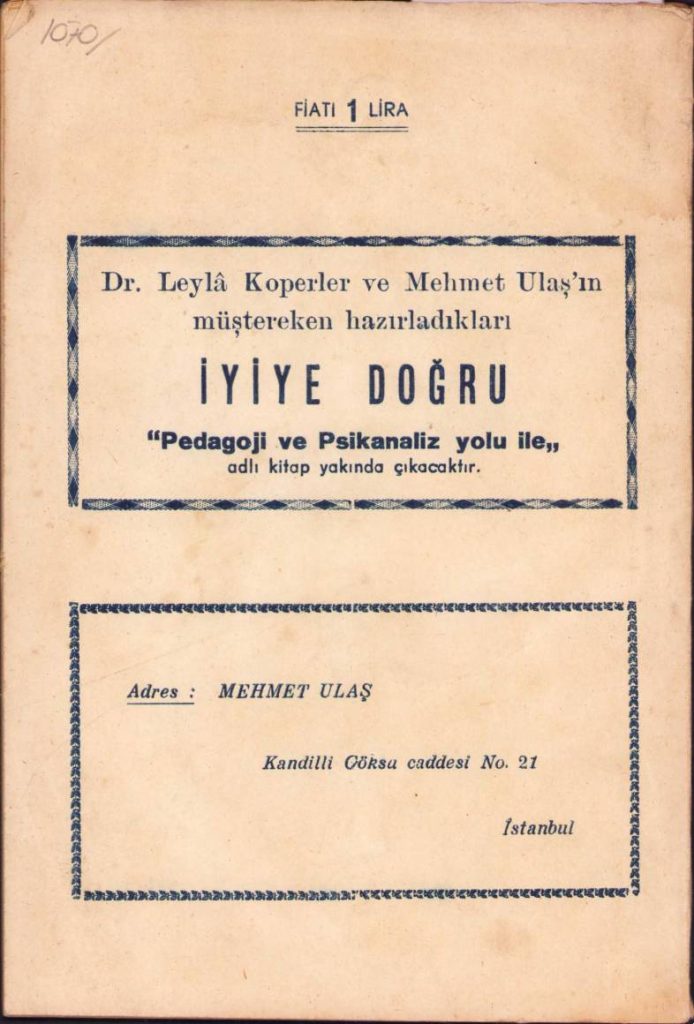 1070/
FİATI 1 LİRA
Dr. Leylâ Koperler ve Mehmet Ulaş'ın
müştereken hazırladıkları
İYİYE DOĞRU
“Pedagoji ve Psikanaliz yolu ile„
adlı kitap yakında çıkacaktır.
Adres : MEHMET ULAŞ
Kandilli Göksu caddesi No. 21
İstanbul